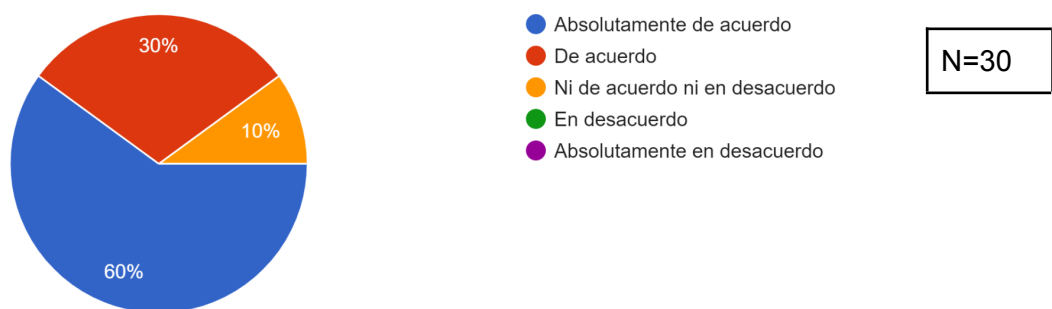 30%
10%
60%
Absolutamente de acuerdo
De acuerdo
Ni de acuerdo ni en desacuerdo
En desacuerdo
Absolutamente en desacuerdo
N=30